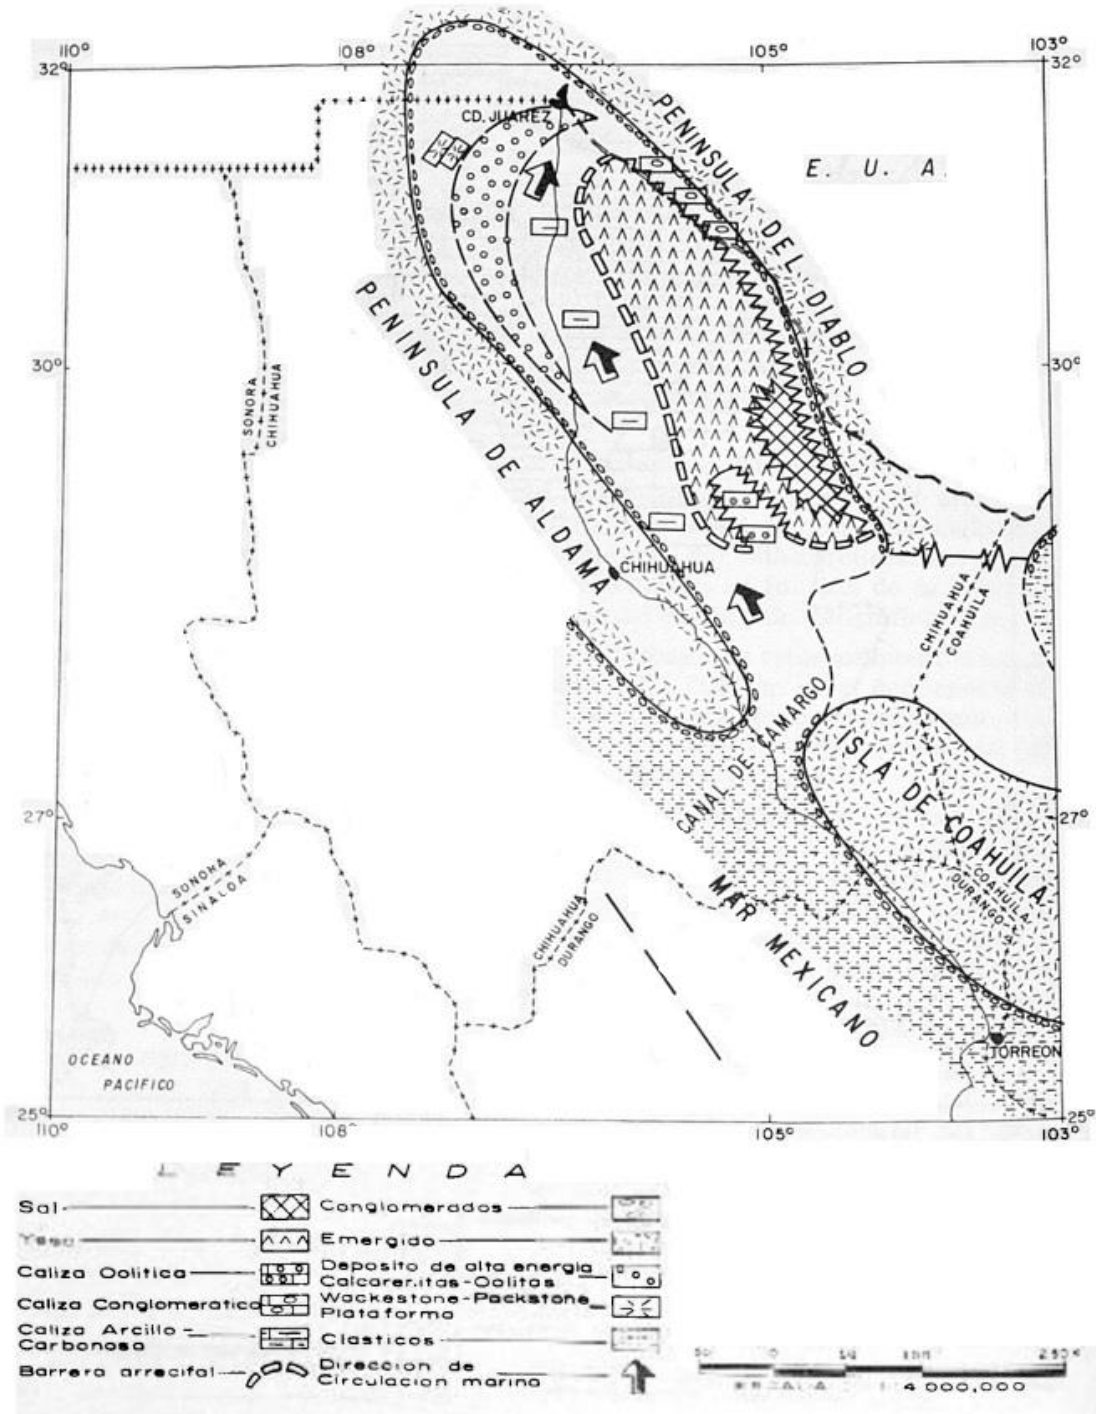 110° 108° 105° 103°
32° 32°
CD. JUAREZ
PENINSULA DEL DIABLO
E. U. A.
PENINSULA DE ALDAMA
30° 30°
SONORA
CHIHUAHUA
CHIHUAHUA
CHIHUAHUA
COAHUILA
CANAL DE CAMARGO
ISLA DE COAHUILA
27° 27°
SONORA
SINALOA
CHIHUAHUA
DURANGO
COAHUILA
DURANGO
MAR MEXICANO
OCEANO
PACÍFICO
TORREON
25° 25°
110° 108° 105° 103°
LEYENDA
Sal
Yeso
Caliza Oolitica
Caliza Conglomeratica
Caliza Arcillo-
Carbonosa
Barrera arrecifal
Conglomerados
Emergido
Deposito de alta energia
Calcarenitas-Oolitas
Wackestone-Packstone
Plataforma
Clasticos
Direccion de
Circulacion marina
50 0
ESCALA 4 000,000